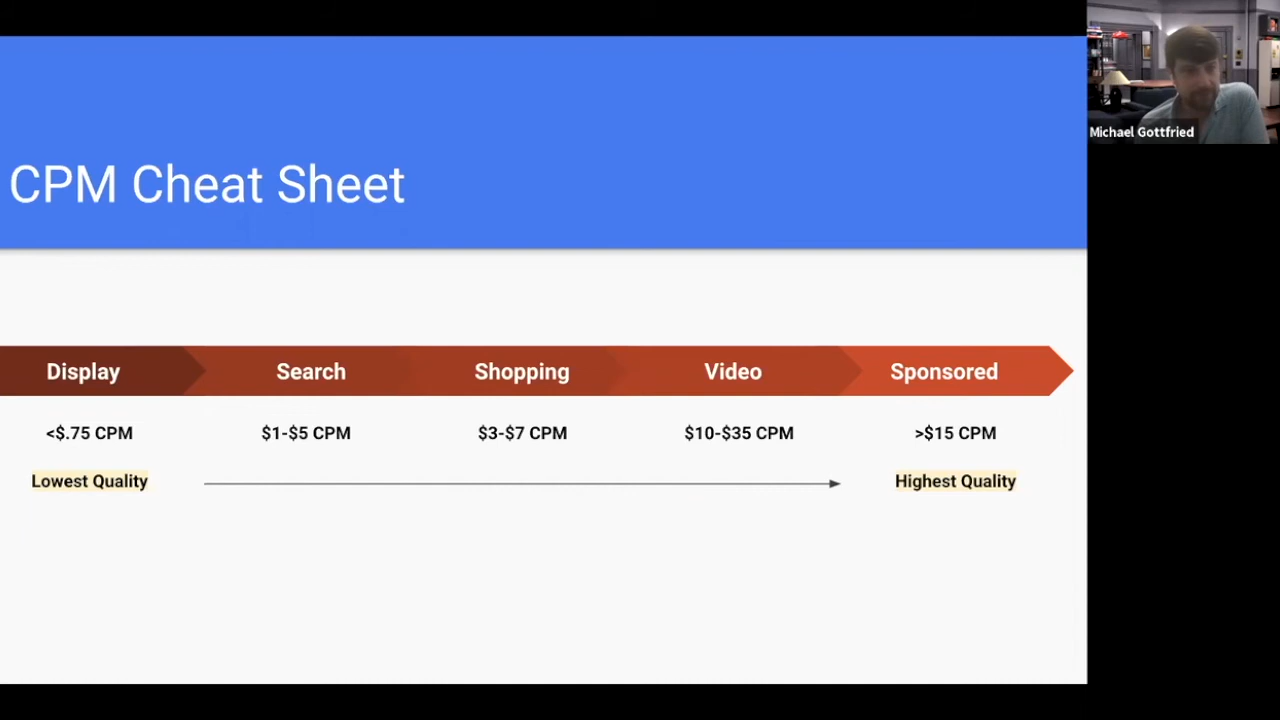 CPM Cheat Sheet
Michael Gottfried
Display Search Shopping Video Sponsored
<$.75 CPM $1-$5 CPM $3-$7 CPM $10-$35 CPM >$15 CPM
Lowest Quality Highest Quality